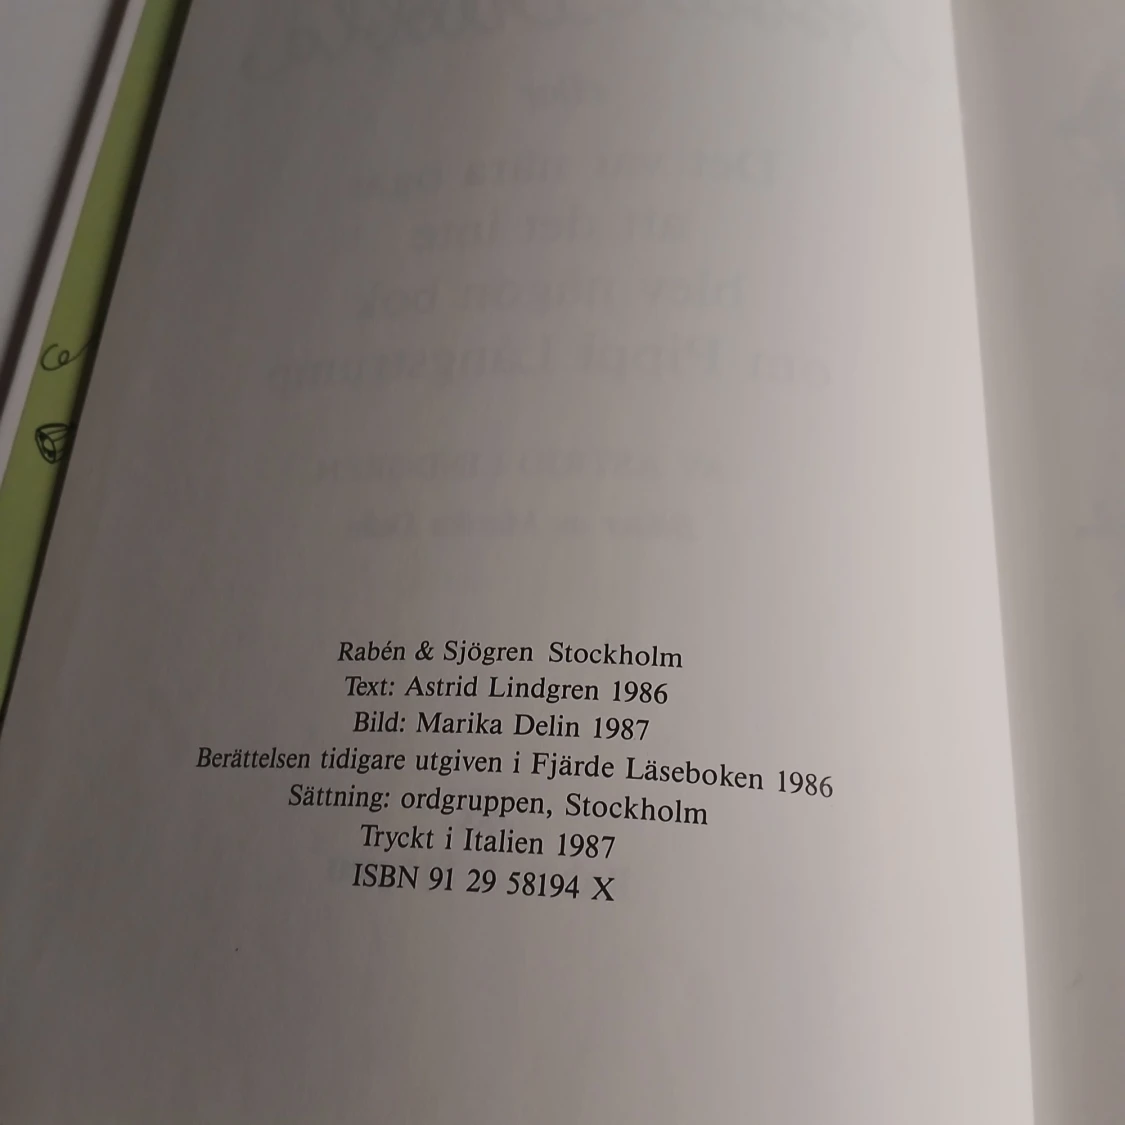 Rabén & Sjögren Stockholm
Text: Astrid Lindgren 1986
Bild: Marika Delin 1987
Berättelsen tidigare utgiven i Fjärde Läseboken 1986
Sättning: ordgruppen, Stockholm
Tryckt i Italien 1987
ISBN 91 29 58194 X